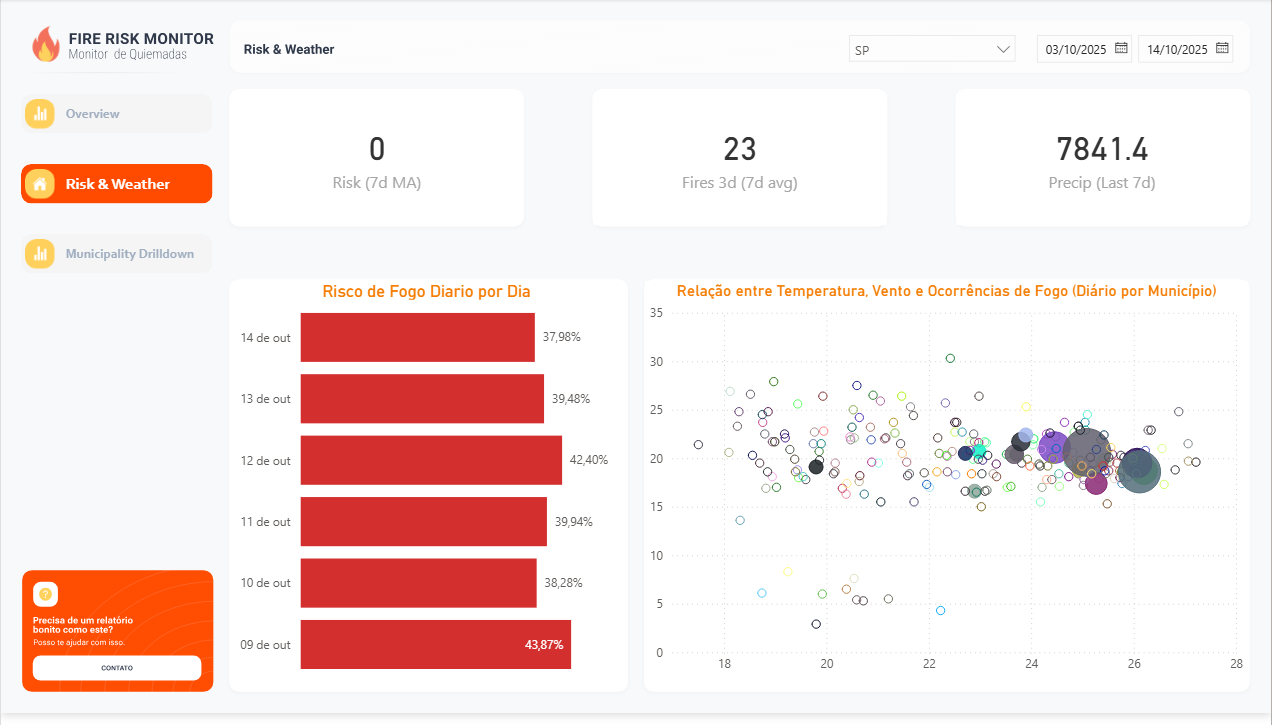 FIRE RISK MONITOR
Monitor de Quiemadas
Risk & Weather
SP
03/10/2025
14/10/2025
Overview
Risk & Weather
Municipality Drilldown
0
Risk (7d MA)
23
Fires 3d (7d avg)
7841.4
Precip (Last 7d)
Risco de Fogo Diario por Dia
14 de out
37,98%
13 de out
39,48%
12 de out
42,40%
11 de out
39,94%
10 de out
38,28%
09 de out
43,87%
Relação entre Temperatura, Vento e Ocorrências de Fogo (Diário por Município)
35
30
25
20
15
10
5
0
18
20
22
24
26
28
?
Precisa de um relatório
bonito como este?
Posso te ajudar com isso.
CONTATO